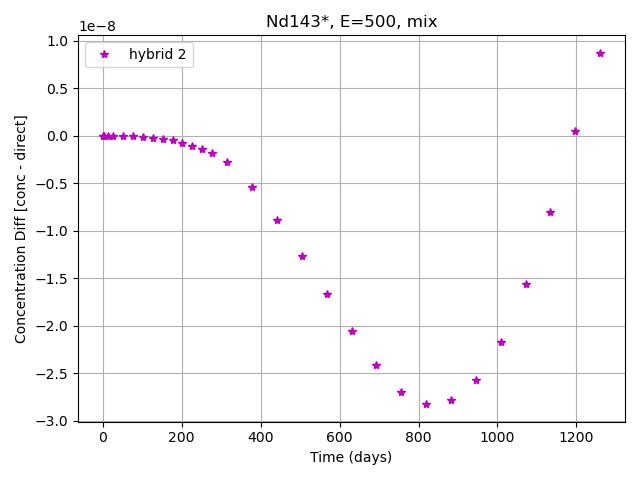 Nd143*, E=500, mix
1e−8
hybrid 2
1.0
0.5
0.0
−0.5
−1.0
−1.5
−2.0
−2.5
−3.0
Concentration Diff [conc - direct]
0 200 400 600 800 1000 1200
Time (days)